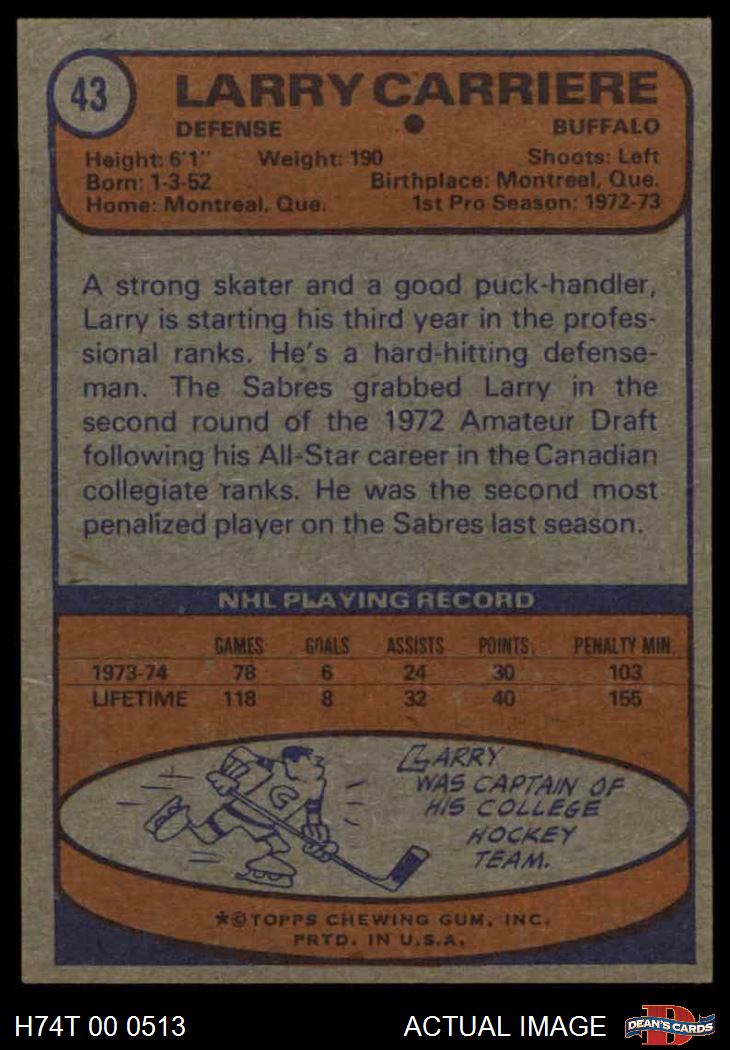 43
LARRY CARRIERE
DEFENSE BUFFALO
Height: 6'1" Weight: 190 Shoots: Left
Born: 1-3-52 Birthplace: Montreal, Que.
Home: Montreal, Que. 1st Pro Season: 1972-73
A strong skater and a good puck-handler,
Larry is starting his third year in the profes-
sional ranks. He's a hard-hitting defense-
man. The Sabres grabbed Larry in the
second round of the 1972 Amateur Draft
following his All-Star career in the Canadian
collegiate ranks. He was the second most
penalized player on the Sabres last season.
NHL PLAYING RECORD
GAMES GOALS ASSISTS POINTS PENALTY MIN.
1973-74 78 6 24 30 103
LIFETIME 118 8 32 40 155
C
LARRY
WAS CAPTAIN OF
HIS COLLEGE
HOCKEY
TEAM.
*©TOPPS CHEWING GUM, INC.
PRTD. IN U.S.A.
H74T 00 0513 ACTUAL IMAGE
D
DEAN'S CARDS